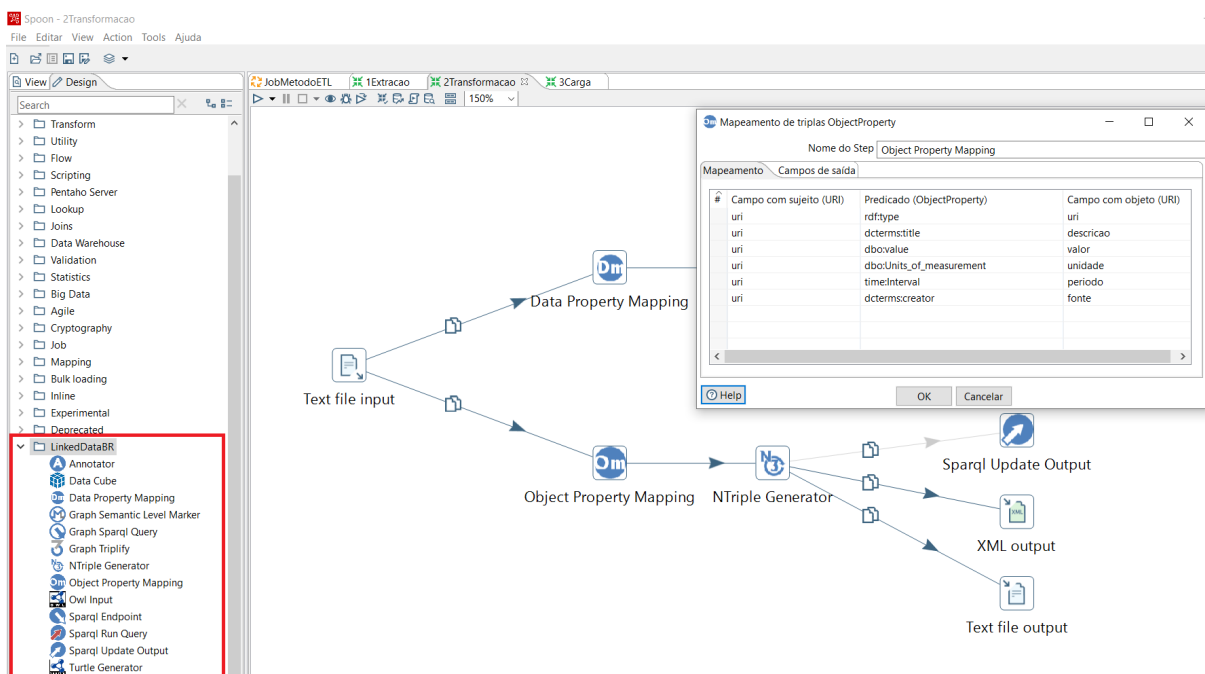 Spoon - 2Transformacao
File Editar View Action Tools Ajuda
View Design
Search
Transform
Utility
Flow
Scripting
Pentaho Server
Lookup
Joins
Data Warehouse
Validation
Statistics
Big Data
Agile
Cryptography
Job
Mapping
Bulk loading
Inline
Experimental
Deprecated
LinkedDataBR
Annotator
Data Cube
Data Property Mapping
Graph Semantic Level Marker
Graph Sparql Query
Graph Triplify
NTriple Generator
Object Property Mapping
Owl Input
Sparql Endpoint
Sparql Run Query
Sparql Update Output
Turtle Generator
JobMetodoETL 1Extracao 2Transformacao 3Carga
150%
Dm
Data Property Mapping
Text file input
Om
Object Property Mapping
N3
NTriple Generator
Sparql Update Output
XML
XML output
Text file output
Mapeamento de triplas ObjectProperty
Nome do Step Object Property Mapping
Mapeamento Campos de saída
# Campo com sujeito (URI) Predicado (ObjectProperty) Campo com objeto (URI)
uri rdf:type uri
uri dcterms:title descricao
uri dbo:value valor
uri dbo:Units_of_measurement unidade
uri time:Interval periodo
uri dcterms:creator fonte
Help OK Cancelar